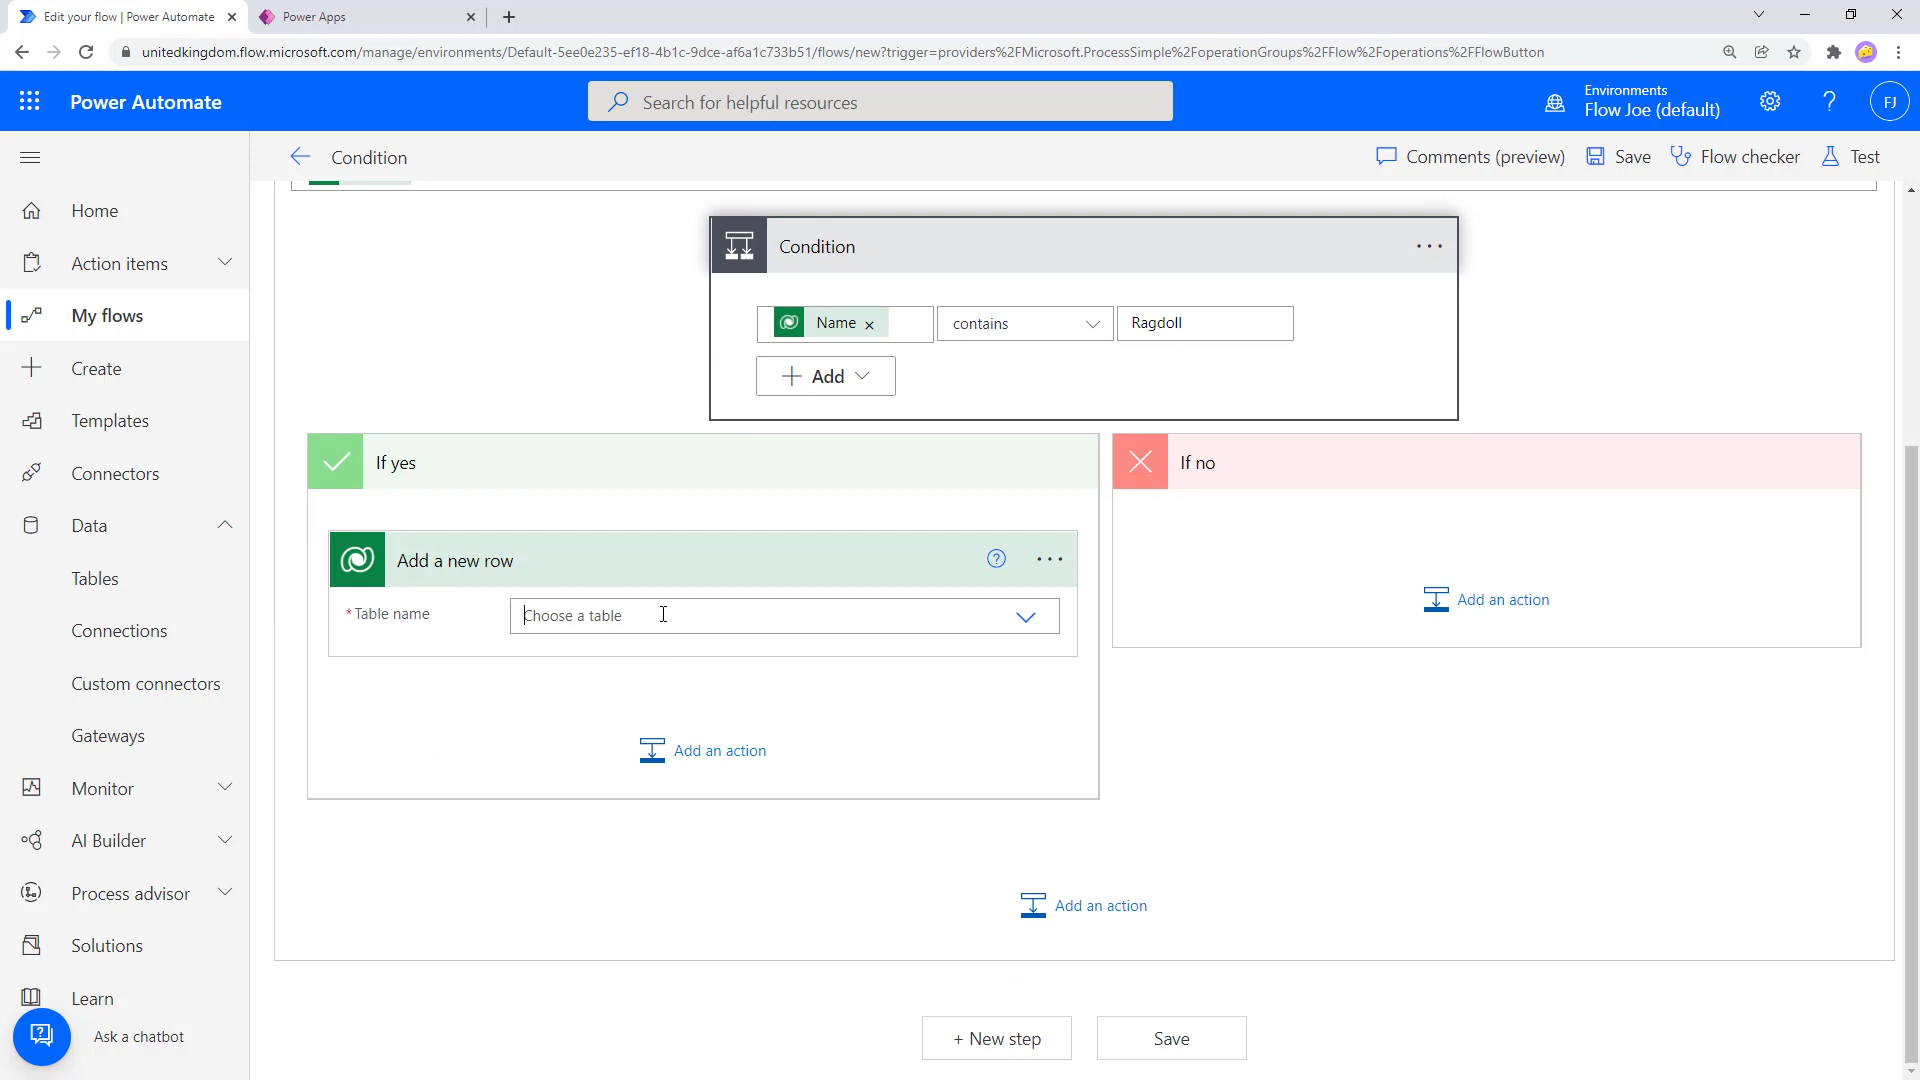 Edit your flow | Power Automate
Power Apps
unitedkingdom.flow.microsoft.com/manage/environments/Default-5ee0e235-ef18-4b1c-9dce-af6a1c733b51/flows/new?trigger=providers%2FMicrosoft.ProcessSimple%2FoperationGroups%2FFlow%2Foperations%2FFlowButton
Power Automate
Search for helpful resources
Environments
Flow Joe (default)
?
FJ
Condition
Comments (preview)
Save
Flow checker
Test
Home
Action items
My flows
Create
Templates
Connectors
Data
Tables
Connections
Custom connectors
Gateways
Monitor
AI Builder
Process advisor
Solutions
Learn
Ask a chatbot
Condition
Name
contains
Ragdoll
Add
If yes
If no
Add a new row
?
* Table name
Choose a table
Add an action
Add an action
Add an action
+ New step
Save